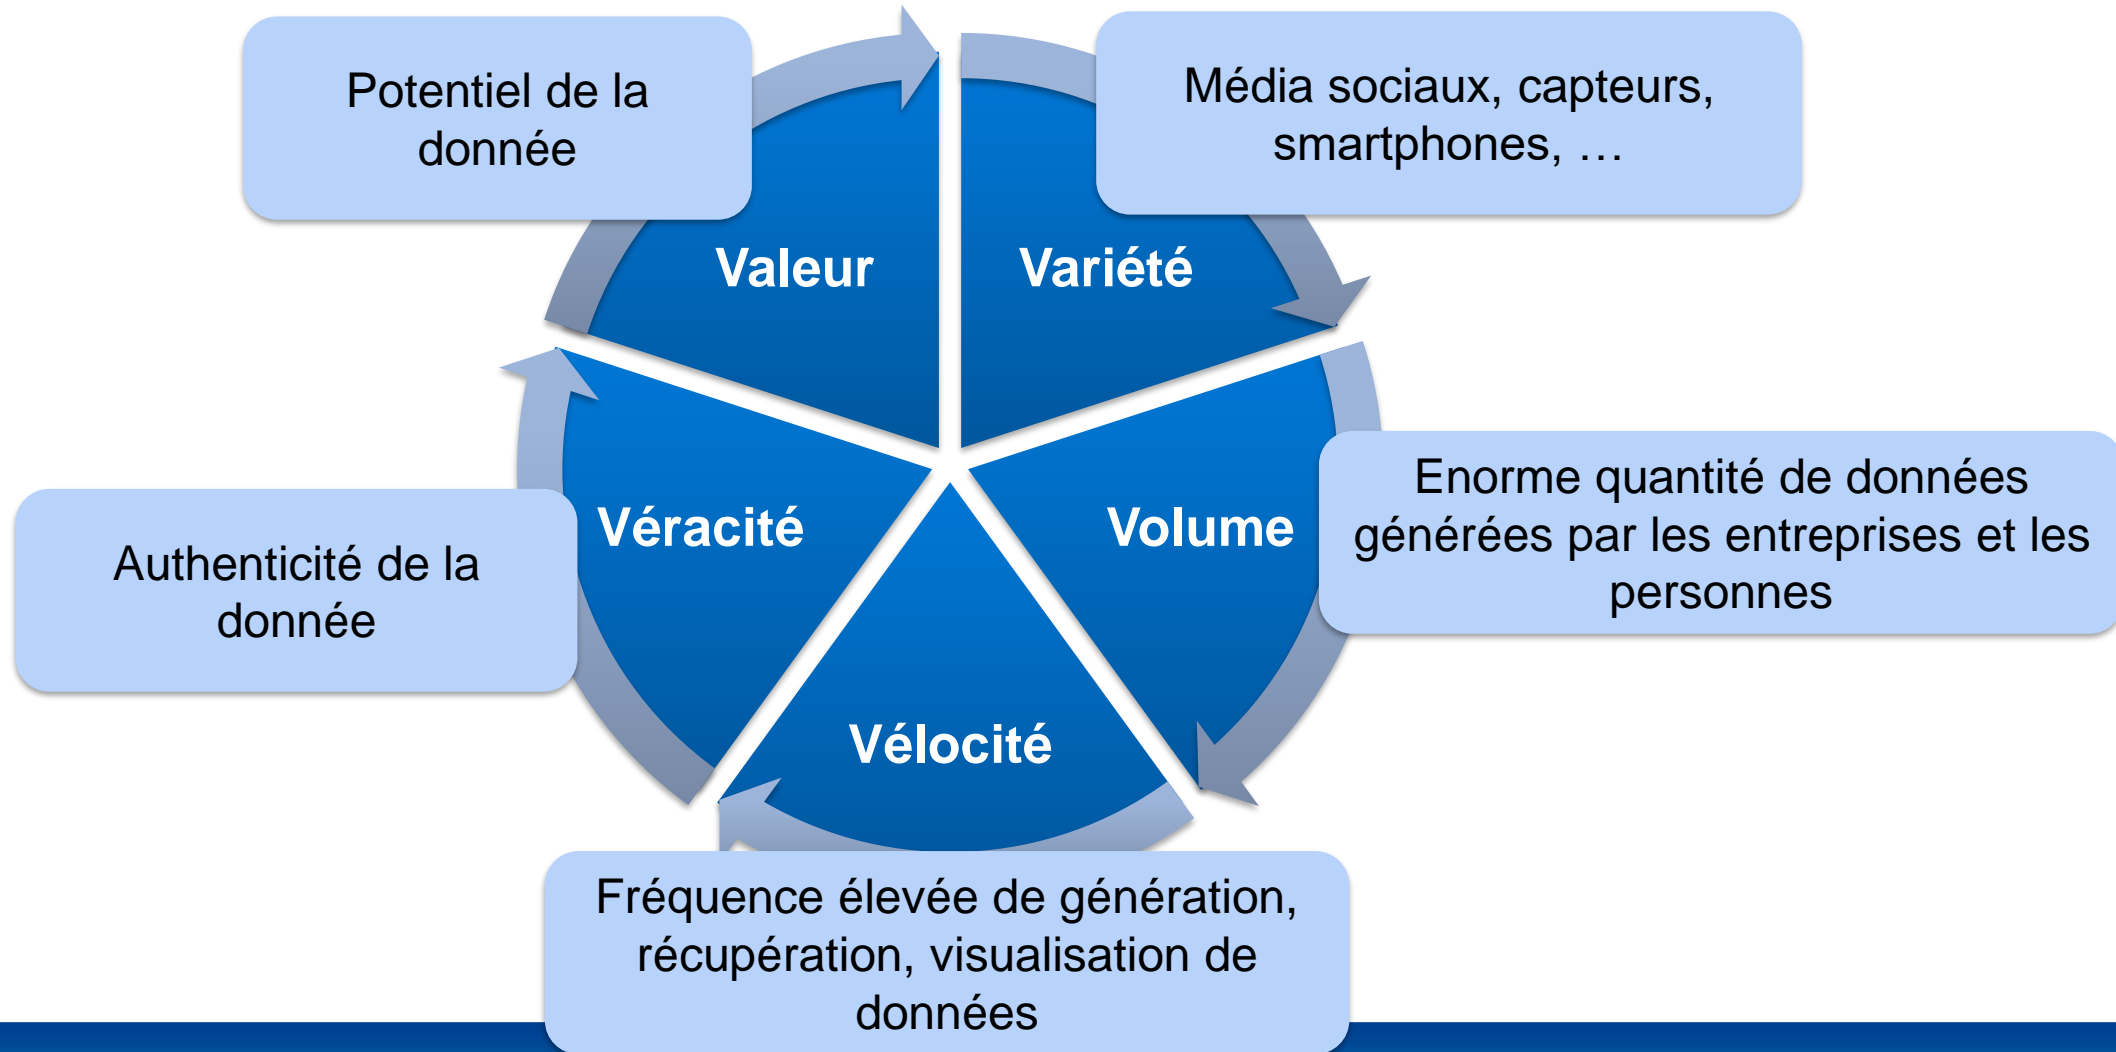 Potentiel de la
donnée
Média sociaux, capteurs,
smartphones, …
Valeur
Variété
Enorme quantité de données
générées par les entreprises et les
personnes
Véracité
Volume
Authenticité de la
donnée
Vélocité
Fréquence élevée de génération,
récupération, visualisation de
données